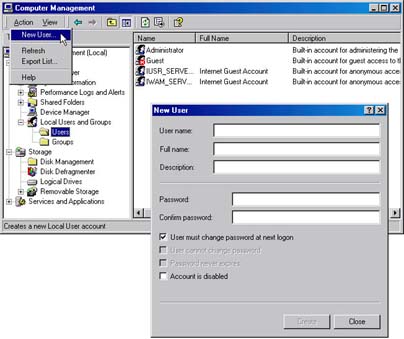 Computer Management
Action View
New User...
Refresh
Export List...
Help
ment (Local)
er
formation
Performance Logs and Alerts
Shared Folders
Device Manager
Local Users and Groups
Users
Groups
Storage
Disk Management
Disk Defragmenter
Logical Drives
Removable Storage
Services and Applications
Name Full Name Description
Administrator Built-in account for administering the
Guest Built-in account for guest access to t
IUSR_SERVE... Internet Guest Account Built-in account for anonymous acces
IWAM_SERV... Internet Guest Account Built-in account for anonymous acces
Creates a new Local User account
New User
User name:
Full name:
Description:
Password:
Confirm password:
User must change password at next logon
User cannot change password
Password never expires
Account is disabled
Create Close